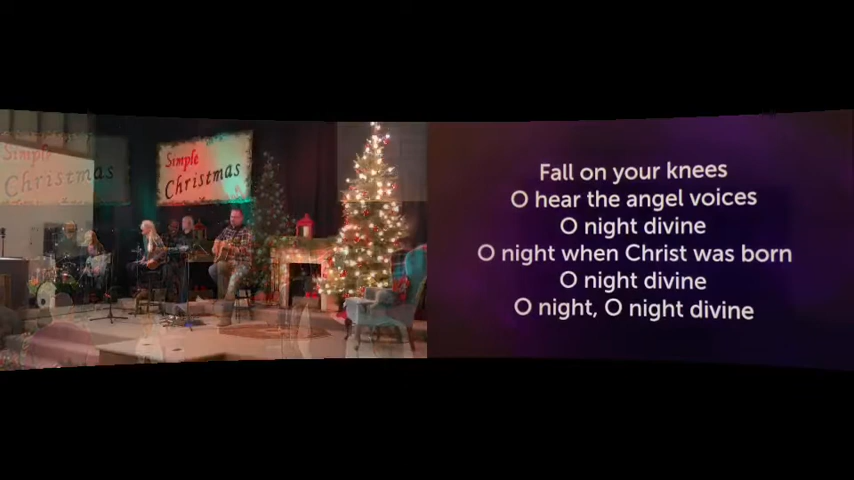 Simple
Christmas
Simple
Christmas
Fall on your knees
O hear the angel voices
O night divine
O night when Christ was born
O night divine
O night, O night divine